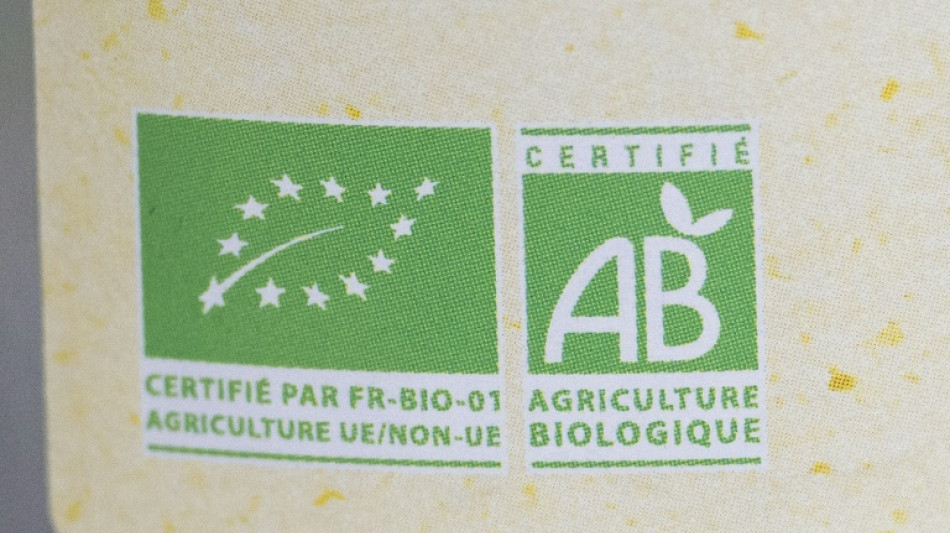 CERTIFIÉ PAR FR-BIO-01
AGRICULTURE UE/NON-UE
CERTIFIÉ
AB
AGRICULTURE
BIOLOGIQUE